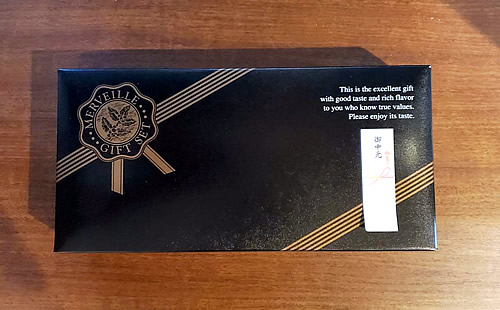 MERVEILLE
GIFT SET
This is the excellent gift
with good taste and rich flavor
to you who know true values.
Please enjoy its taste.
御中元